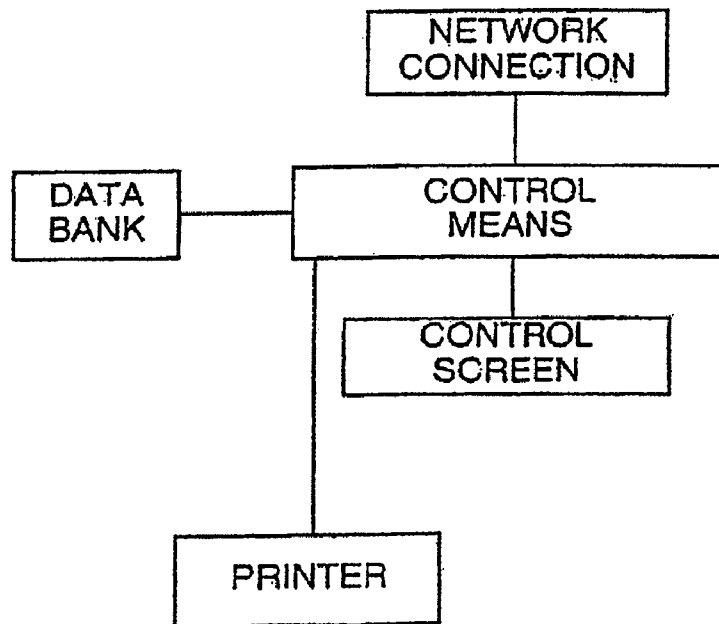 NETWORK
CONNECTION
DATA
BANK
CONTROL
MEANS
CONTROL
SCREEN
PRINTER